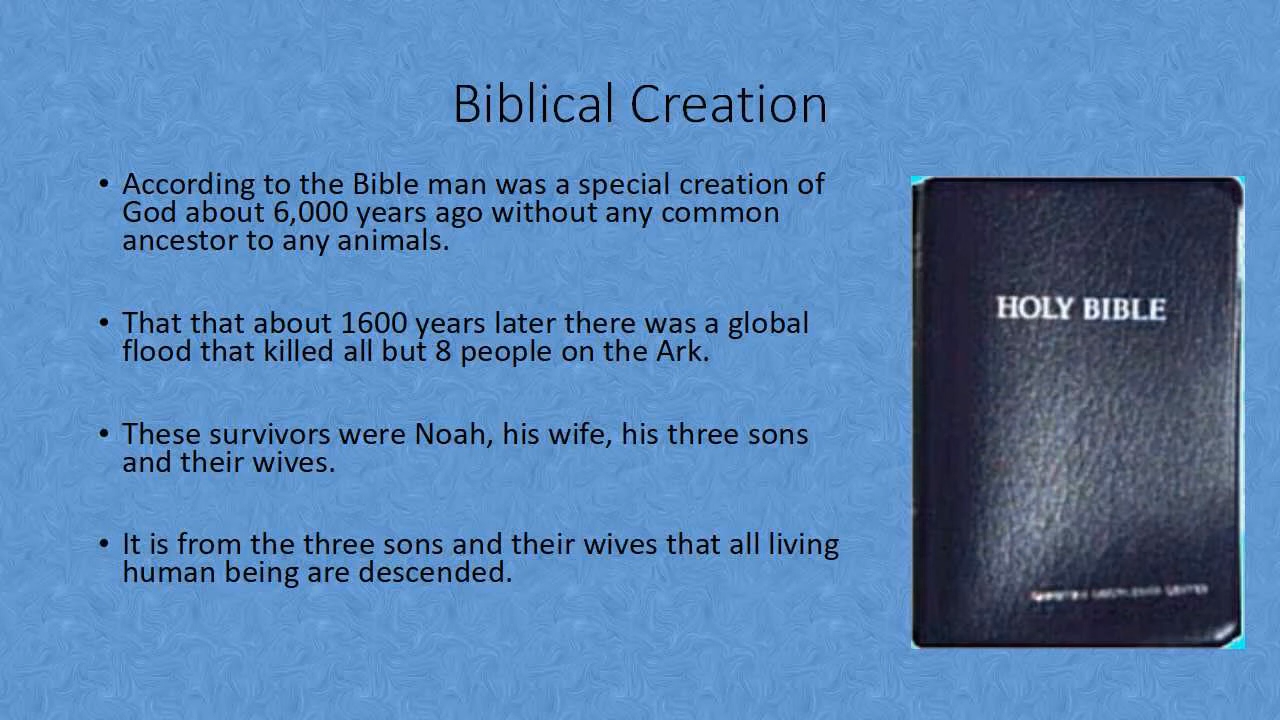 Biblical Creation
• According to the Bible man was a special creation of
God about 6,000 years ago without any common
ancestor to any animals.
• That that about 1600 years later there was a global
flood that killed all but 8 people on the Ark.
• These survivors were Noah, his wife, his three sons
and their wives.
• It is from the three sons and their wives that all living
human being are descended.
HOLY BIBLE